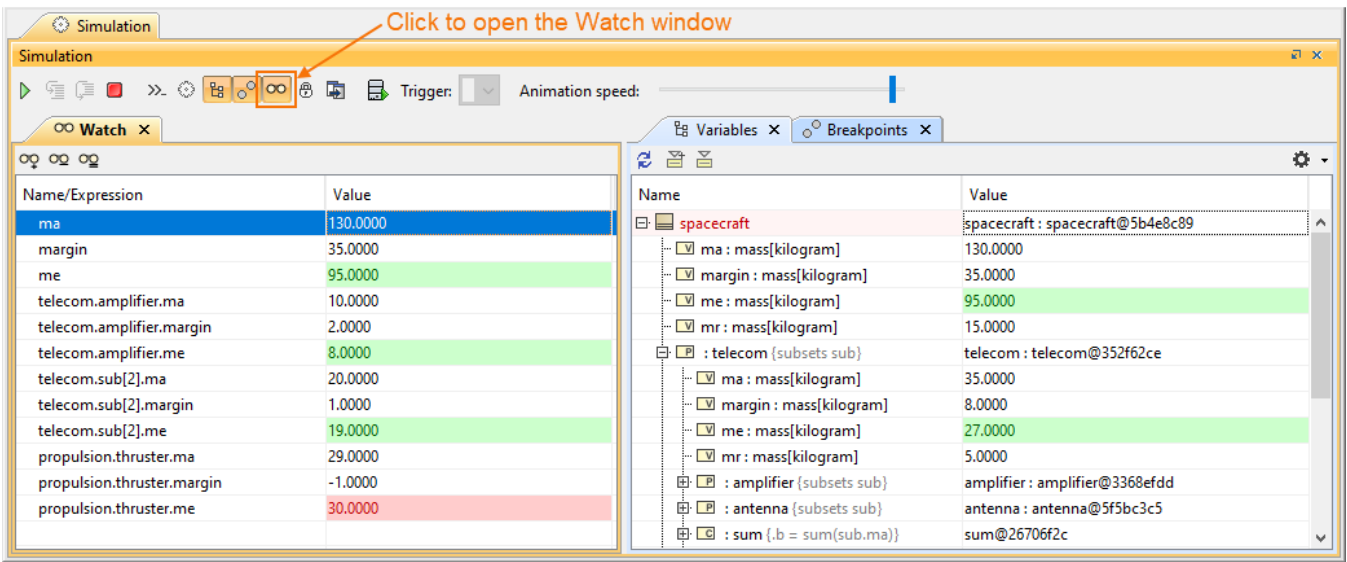 Simulation
Click to open the Watch window
Simulation
Trigger:
Animation speed:
Watch
Variables
Breakpoints
Name/Expression Value
ma 130.0000
margin 35.0000
me 95.0000
telecom.amplifier.ma 10.0000
telecom.amplifier.margin 2.0000
telecom.amplifier.me 8.0000
telecom.sub[2].ma 20.0000
telecom.sub[2].margin 1.0000
telecom.sub[2].me 19.0000
propulsion.thruster.ma 29.0000
propulsion.thruster.margin -1.0000
propulsion.thruster.me 30.0000
Name Value
spacecraft spacecraft : spacecraft@5b4e8c89
V ma : mass[kilogram] 130.0000
V margin : mass[kilogram] 35.0000
V me : mass[kilogram] 95.0000
V mr : mass[kilogram] 15.0000
P : telecom {subsets sub} telecom : telecom@352f62ce
V ma : mass[kilogram] 35.0000
V margin : mass[kilogram] 8.0000
V me : mass[kilogram] 27.0000
V mr : mass[kilogram] 5.0000
P : amplifier {subsets sub} amplifier : amplifier@3368efdd
P : antenna {subsets sub} antenna : antenna@5f5bc3c5
C : sum {.b = sum(sub.ma)} sum@26706f2c